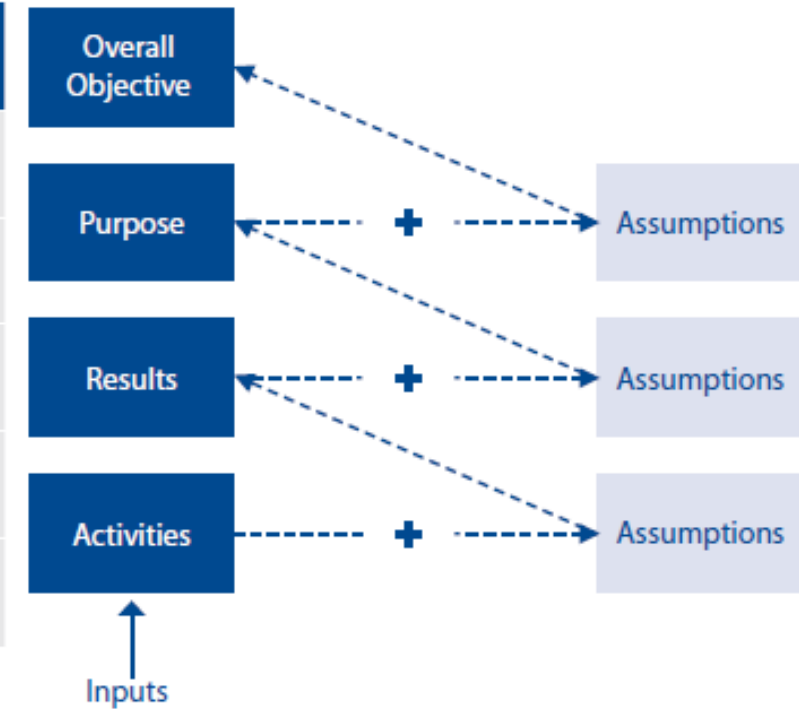 Overall
Objective
Purpose
+
Assumptions
Results
+
Assumptions
Activities
+
Assumptions
Inputs